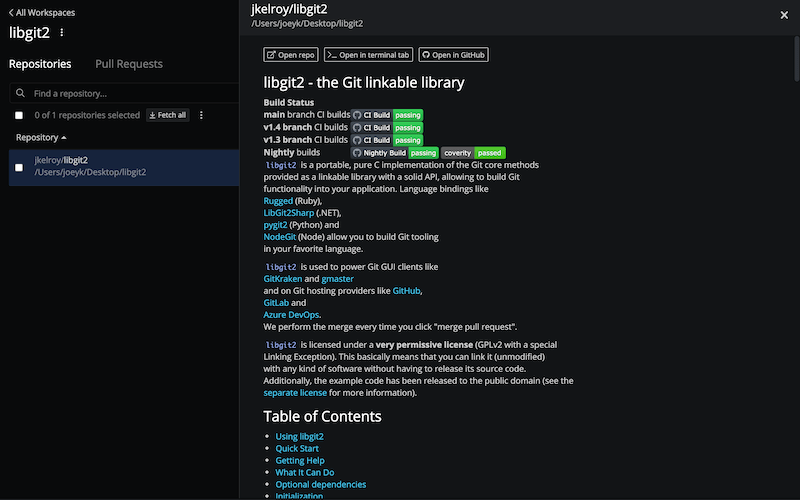 All Workspaces
libgit2
Repositories Pull Requests
Find a repository...
0 of 1 repositories selected Fetch all
Repository
jkelroy/libgit2
/Users/joeyk/Desktop/libgit2
jkelroy/libgit2
/Users/joeyk/Desktop/libgit2
Open repo Open in terminal tab Open in GitHub
libgit2 - the Git linkable library
Build Status
main branch CI builds CI Build passing
v1.4 branch CI builds CI Build passing
v1.3 branch CI builds CI Build passing
Nightly builds Nightly Build passing coverity passed
libgit2 is a portable, pure C implementation of the Git core methods
provided as a linkable library with a solid API, allowing to build Git
functionality into your application. Language bindings like
Rugged (Ruby),
LibGit2Sharp (.NET),
pygit2 (Python) and
NodeGit (Node) allow you to build Git tooling
in your favorite language.
libgit2 is used to power Git GUI clients like
GitKraken and gmaster
and on Git hosting providers like GitHub,
GitLab and
Azure DevOps.
We perform the merge every time you click "merge pull request".
libgit2 is licensed under a very permissive license (GPLv2 with a special
Linking Exception). This basically means that you can link it (unmodified)
with any kind of software without having to release its source code.
Additionally, the example code has been released to the public domain (see the
separate license for more information).
Table of Contents
Using libgit2
Quick Start
Getting Help
What It Can Do
Optional dependencies
Initialization